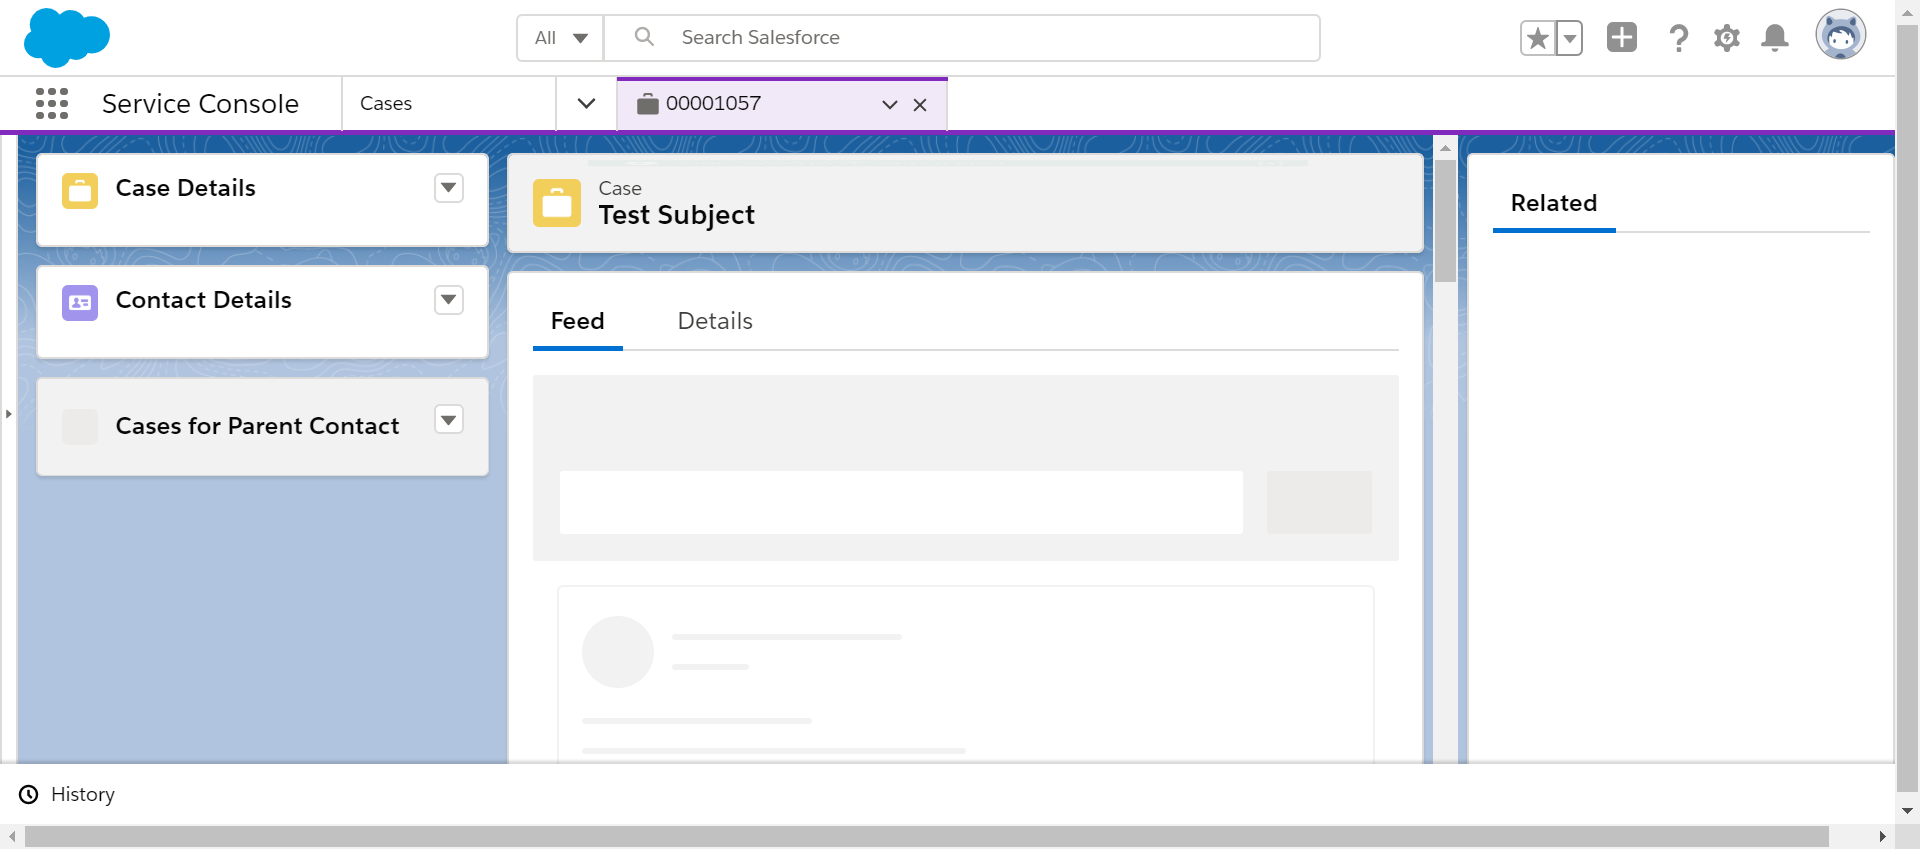 All
Search Salesforce
Service Console
Cases
00001057
Case Details
Contact Details
Cases for Parent Contact
Case
Test Subject
Feed
Details
Related
History